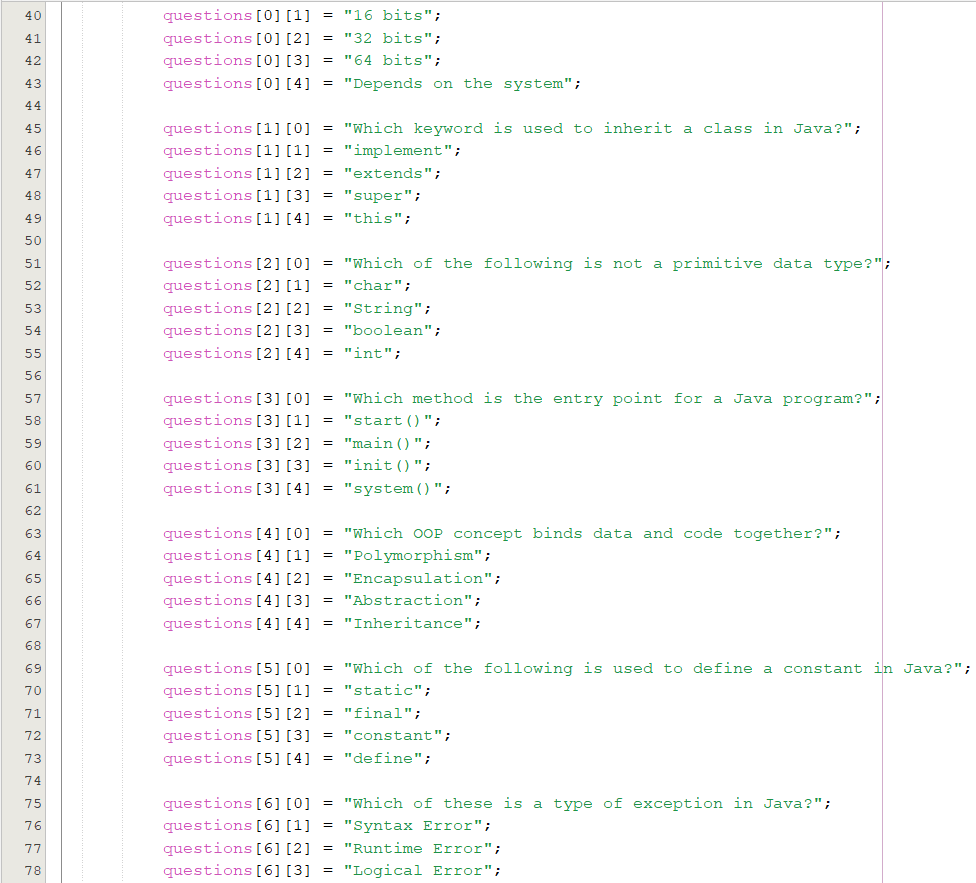 40 questions[0][1] = "16 bits";
41 questions[0][2] = "32 bits";
42 questions[0][3] = "64 bits";
43 questions[0][4] = "Depends on the system";
44
45 questions[1][0] = "Which keyword is used to inherit a class in Java?";
46 questions[1][1] = "implement";
47 questions[1][2] = "extends";
48 questions[1][3] = "super";
49 questions[1][4] = "this";
50
51 questions[2][0] = "Which of the following is not a primitive data type?";
52 questions[2][1] = "char";
53 questions[2][2] = "String";
54 questions[2][3] = "boolean";
55 questions[2][4] = "int";
56
57 questions[3][0] = "Which method is the entry point for a Java program?";
58 questions[3][1] = "start()";
59 questions[3][2] = "main()";
60 questions[3][3] = "init()";
61 questions[3][4] = "system()";
62
63 questions[4][0] = "Which OOP concept binds data and code together?";
64 questions[4][1] = "Polymorphism";
65 questions[4][2] = "Encapsulation";
66 questions[4][3] = "Abstraction";
67 questions[4][4] = "Inheritance";
68
69 questions[5][0] = "Which of the following is used to define a constant in Java?";
70 questions[5][1] = "static";
71 questions[5][2] = "final";
72 questions[5][3] = "constant";
73 questions[5][4] = "define";
74
75 questions[6][0] = "Which of these is a type of exception in Java?";
76 questions[6][1] = "Syntax Error";
77 questions[6][2] = "Runtime Error";
78 questions[6][3] = "Logical Error";